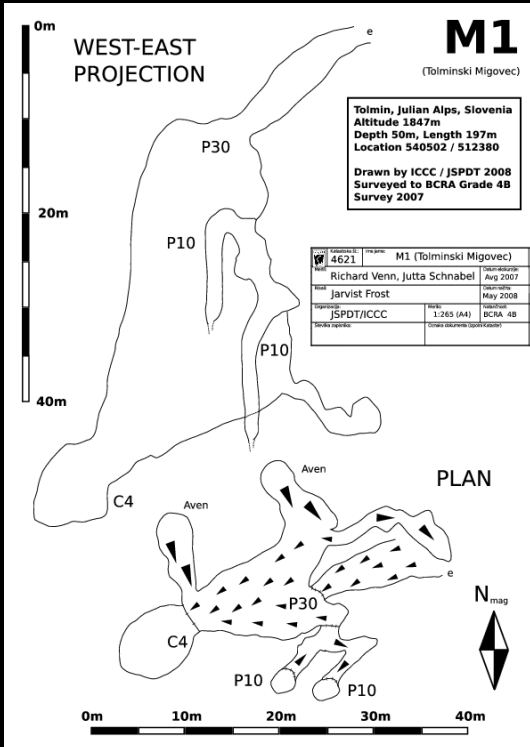 0m
WEST-EAST
PROJECTION
e
M1
(Tolminski Migovec)
Tolmin, Julian Alps, Slovenia
Altitude 1847m
Depth 50m, Length 197m
Location 540502 / 512380
Drawn by ICCC / JSPDT 2008
Surveyed to BCRA Grade 4B
Survey 2007
P30
20m
P10
4621
Ime jame:
M1 (Tolminski Migovec)
Richard Venn, Jutta Schnabel
Avg 2007
Jarvist Frost
May 2008
JSPDT/ICCC
Merilo:
1:265 (A4)
BCRA 4B
P10
40m
C4
Aven
Aven
PLAN
e
P30
N mag
C4
P10
P10
0m 10m 20m 30m 40m